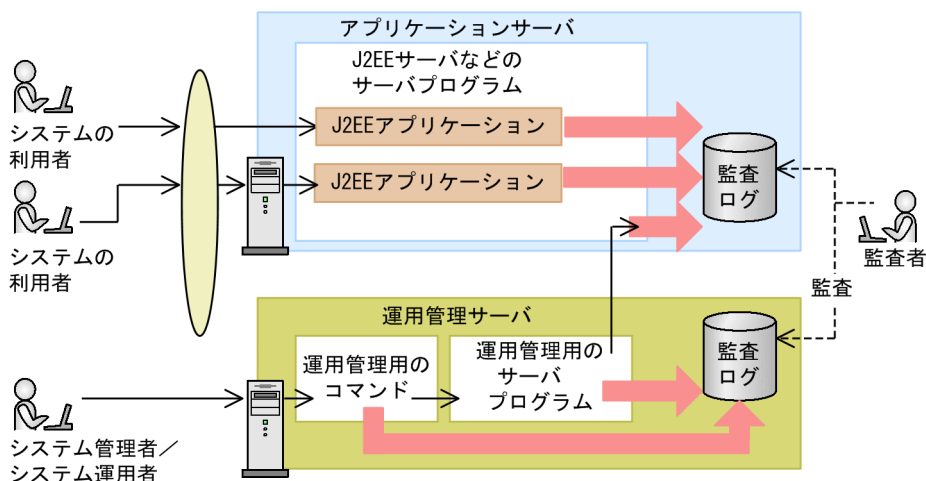 アプリケーションサーバ
J2EEサーバなどの
サーバプログラム
システムの
利用者
J2EEアプリケーション
J2EEアプリケーション
監査
ログ
システムの
利用者
監査者
監査
運用管理サーバ
運用管理用の
コマンド
運用管理用の
サーバ
プログラム
監査
ログ
システム管理者／
システム運用者